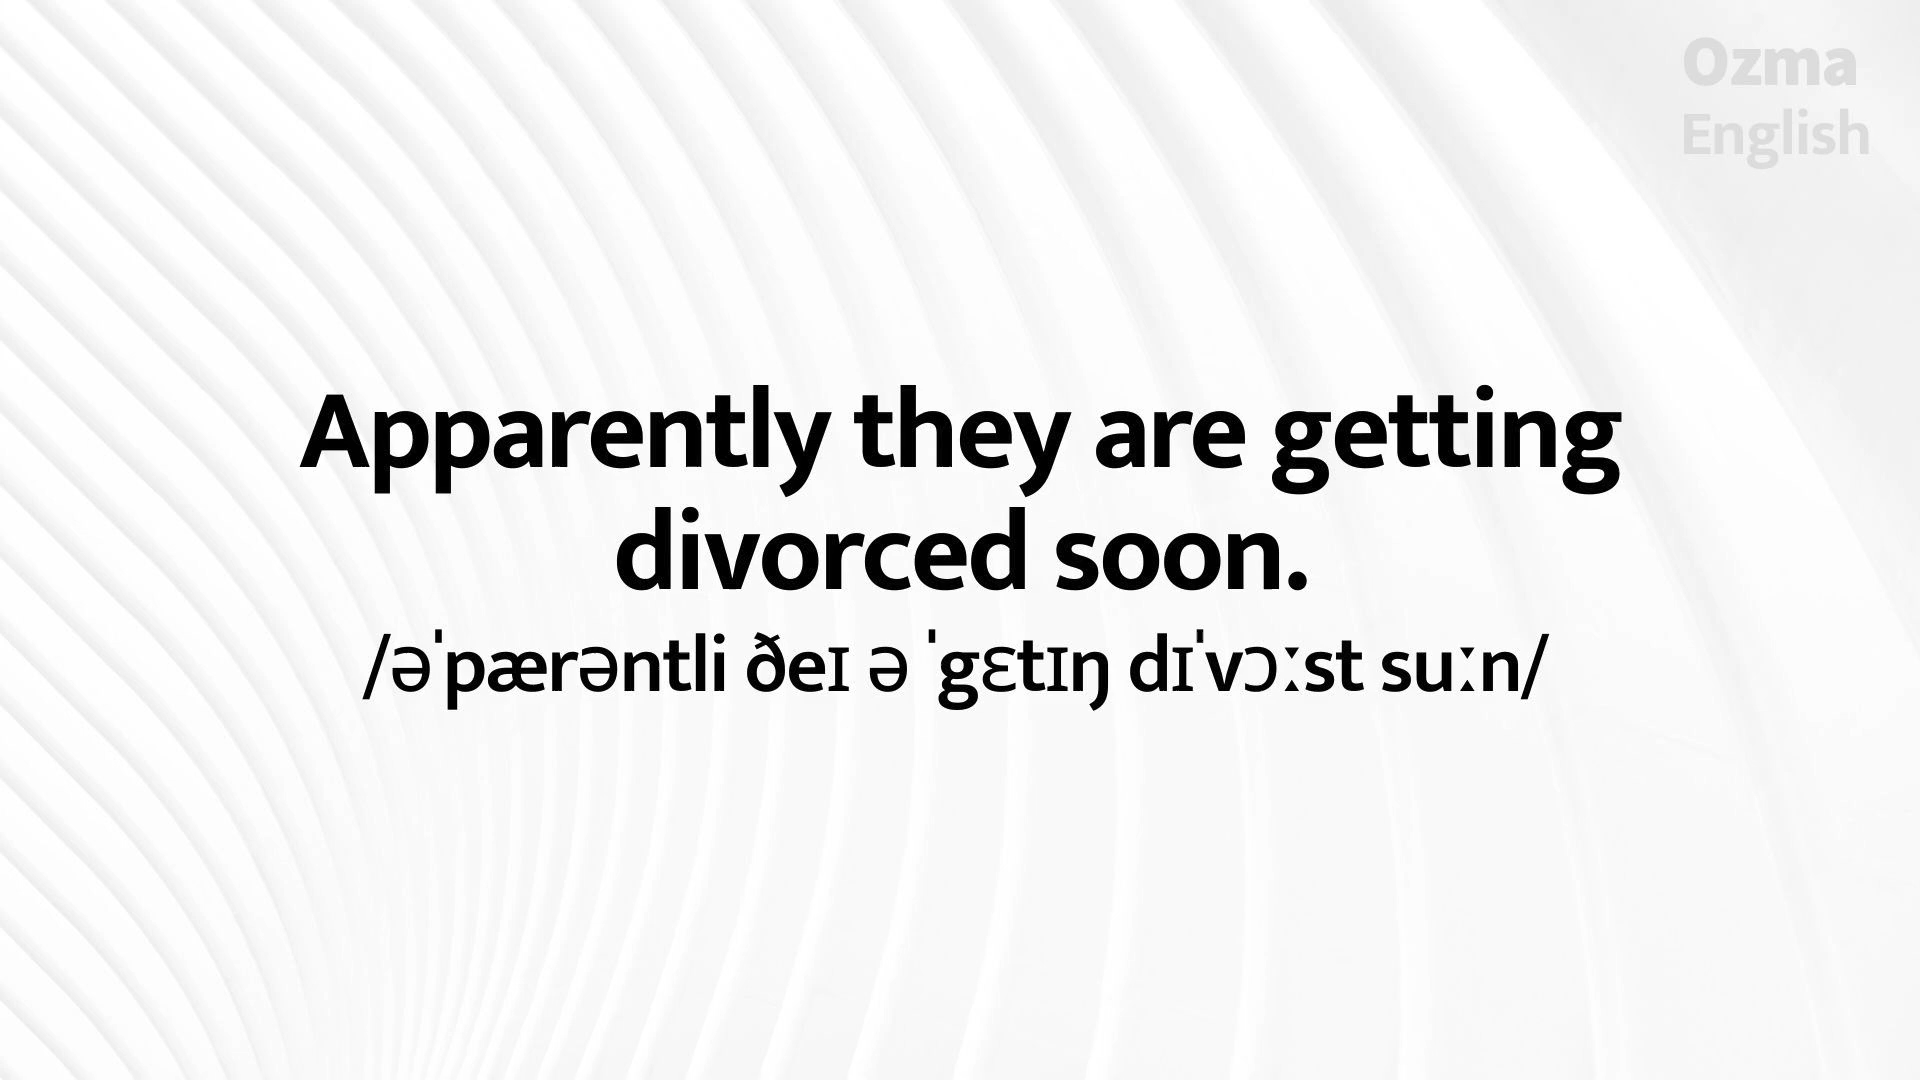 Ozma
English
Apparently they are getting
divorced soon.
/əˈpærəntli ðeɪ ə ˈgɛtɪŋ dɪˈvɔːst suːn/